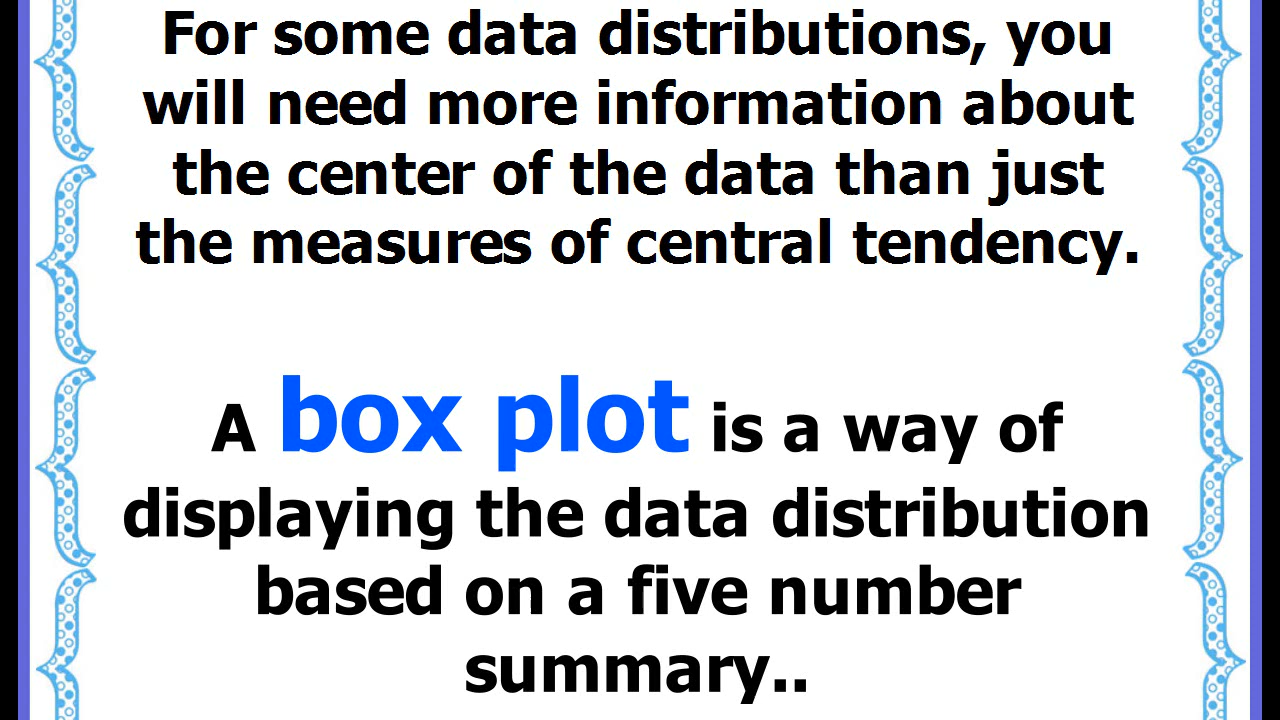 For some data distributions, you
will need more information about
the center of the data than just
the measures of central tendency.
A box plot is a way of
displaying the data distribution
based on a five number
summary..